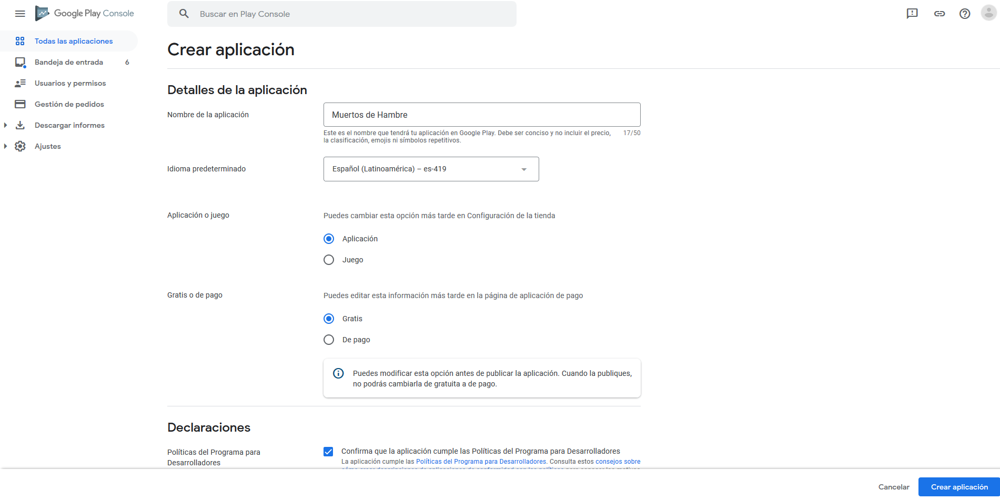 Google Play Console
Buscar en Play Console
Todas las aplicaciones
Bandeja de entrada 6
Usuarios y permisos
Gestión de pedidos
Descargar informes
Ajustes
Crear aplicación
Detalles de la aplicación
Nombre de la aplicación
Muertos de Hambre
Este es el nombre que tendrá tu aplicación en Google Play. Debe ser conciso y no incluir el precio, 17/50
la clasificación, emojis ni símbolos repetitivos.
Idioma predeterminado
Español (Latinoamérica) – es-419
Aplicación o juego
Puedes cambiar esta opción más tarde en Configuración de la tienda
Aplicación
Juego
Gratis o de pago
Puedes editar esta información más tarde en la página de aplicación de pago
Gratis
De pago
Puedes modificar esta opción antes de publicar la aplicación. Cuando la publiques,
no podrás cambiarla de gratuita a de pago.
Declaraciones
Políticas del Programa para
Desarrolladores
Confirma que la aplicación cumple las Políticas del Programa para Desarrolladores
La aplicación cumple las Políticas del Programa para Desarrolladores. Consulta estos consejos sobre
Cancelar
Crear aplicación